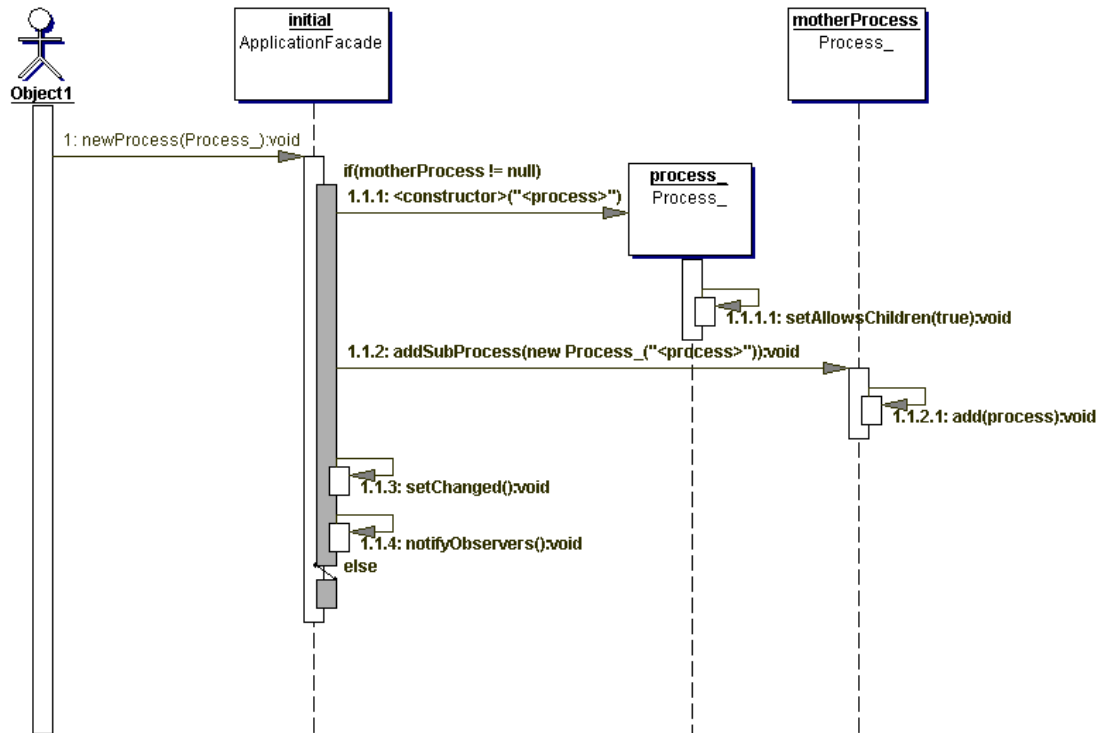 initial
ApplicationFacade
motherProcess
Process_
Object1
1: newProcess(Process_):void
if(motherProcess != null)
process_
Process_
1.1.1: <constructor>("<process>")
1.1.1.1: setAllowsChildren(true):void
1.1.2: addSubProcess(new Process_("<process>")):void
1.1.2.1: add(process):void
1.1.3: setChanged():void
1.1.4: notifyObservers():void
else